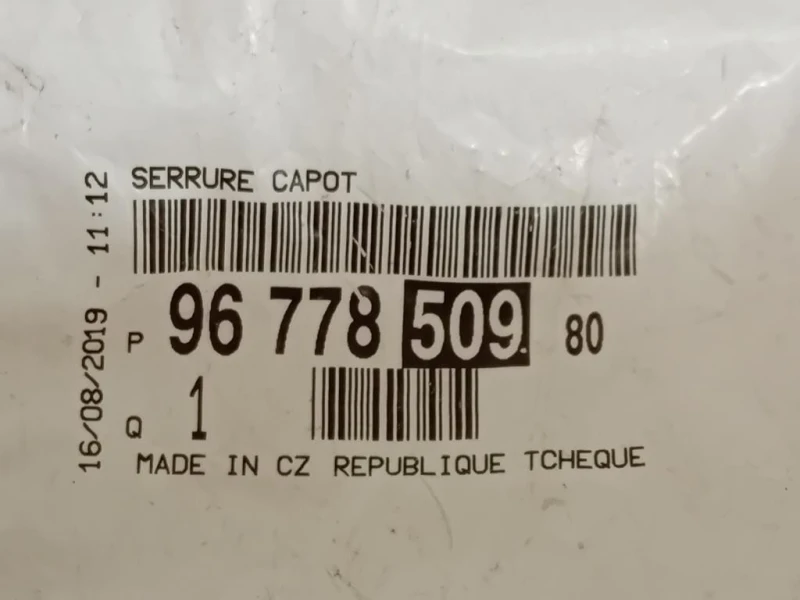 SERRURE CAPOT
P 96 778 509 80
Q 1
MADE IN CZ REPUBLIQUE TCHEQUE
16/08/2019 - 11:12